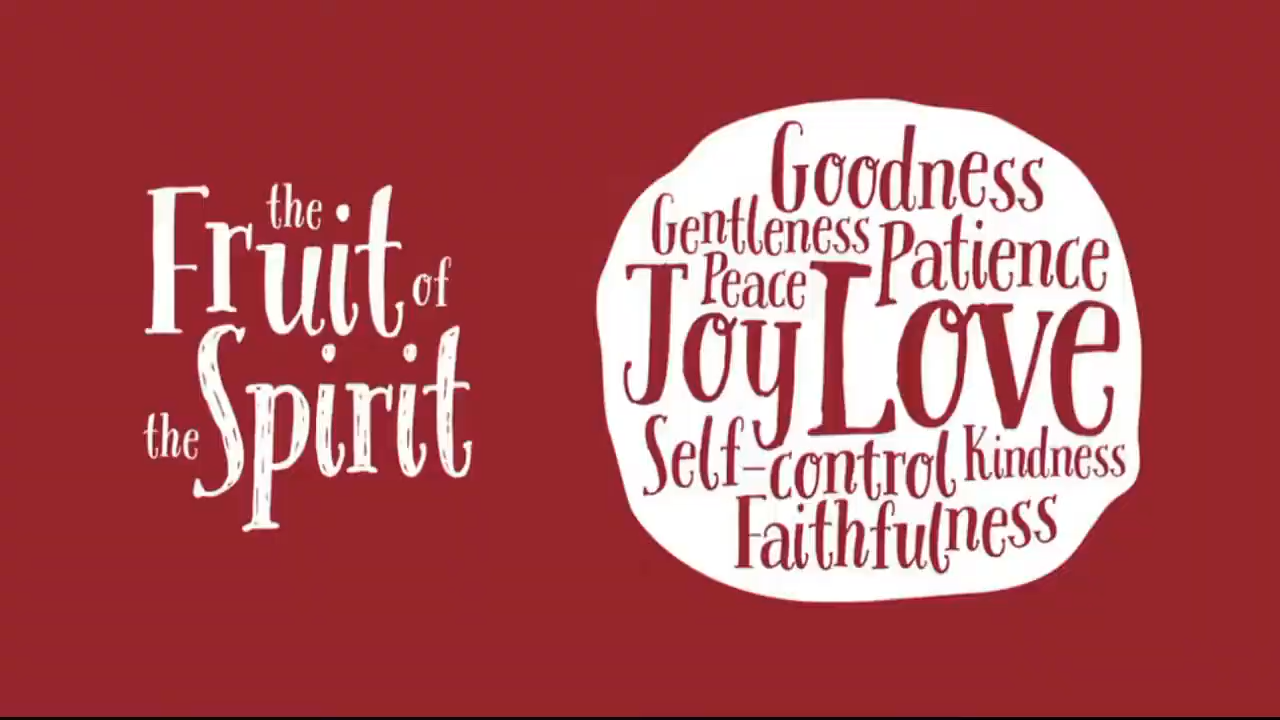 the
Fruit of
the Spirit
Goodness
Gentleness Patience
Peace
Joy Love
Self-control Kindness
Faithfulness